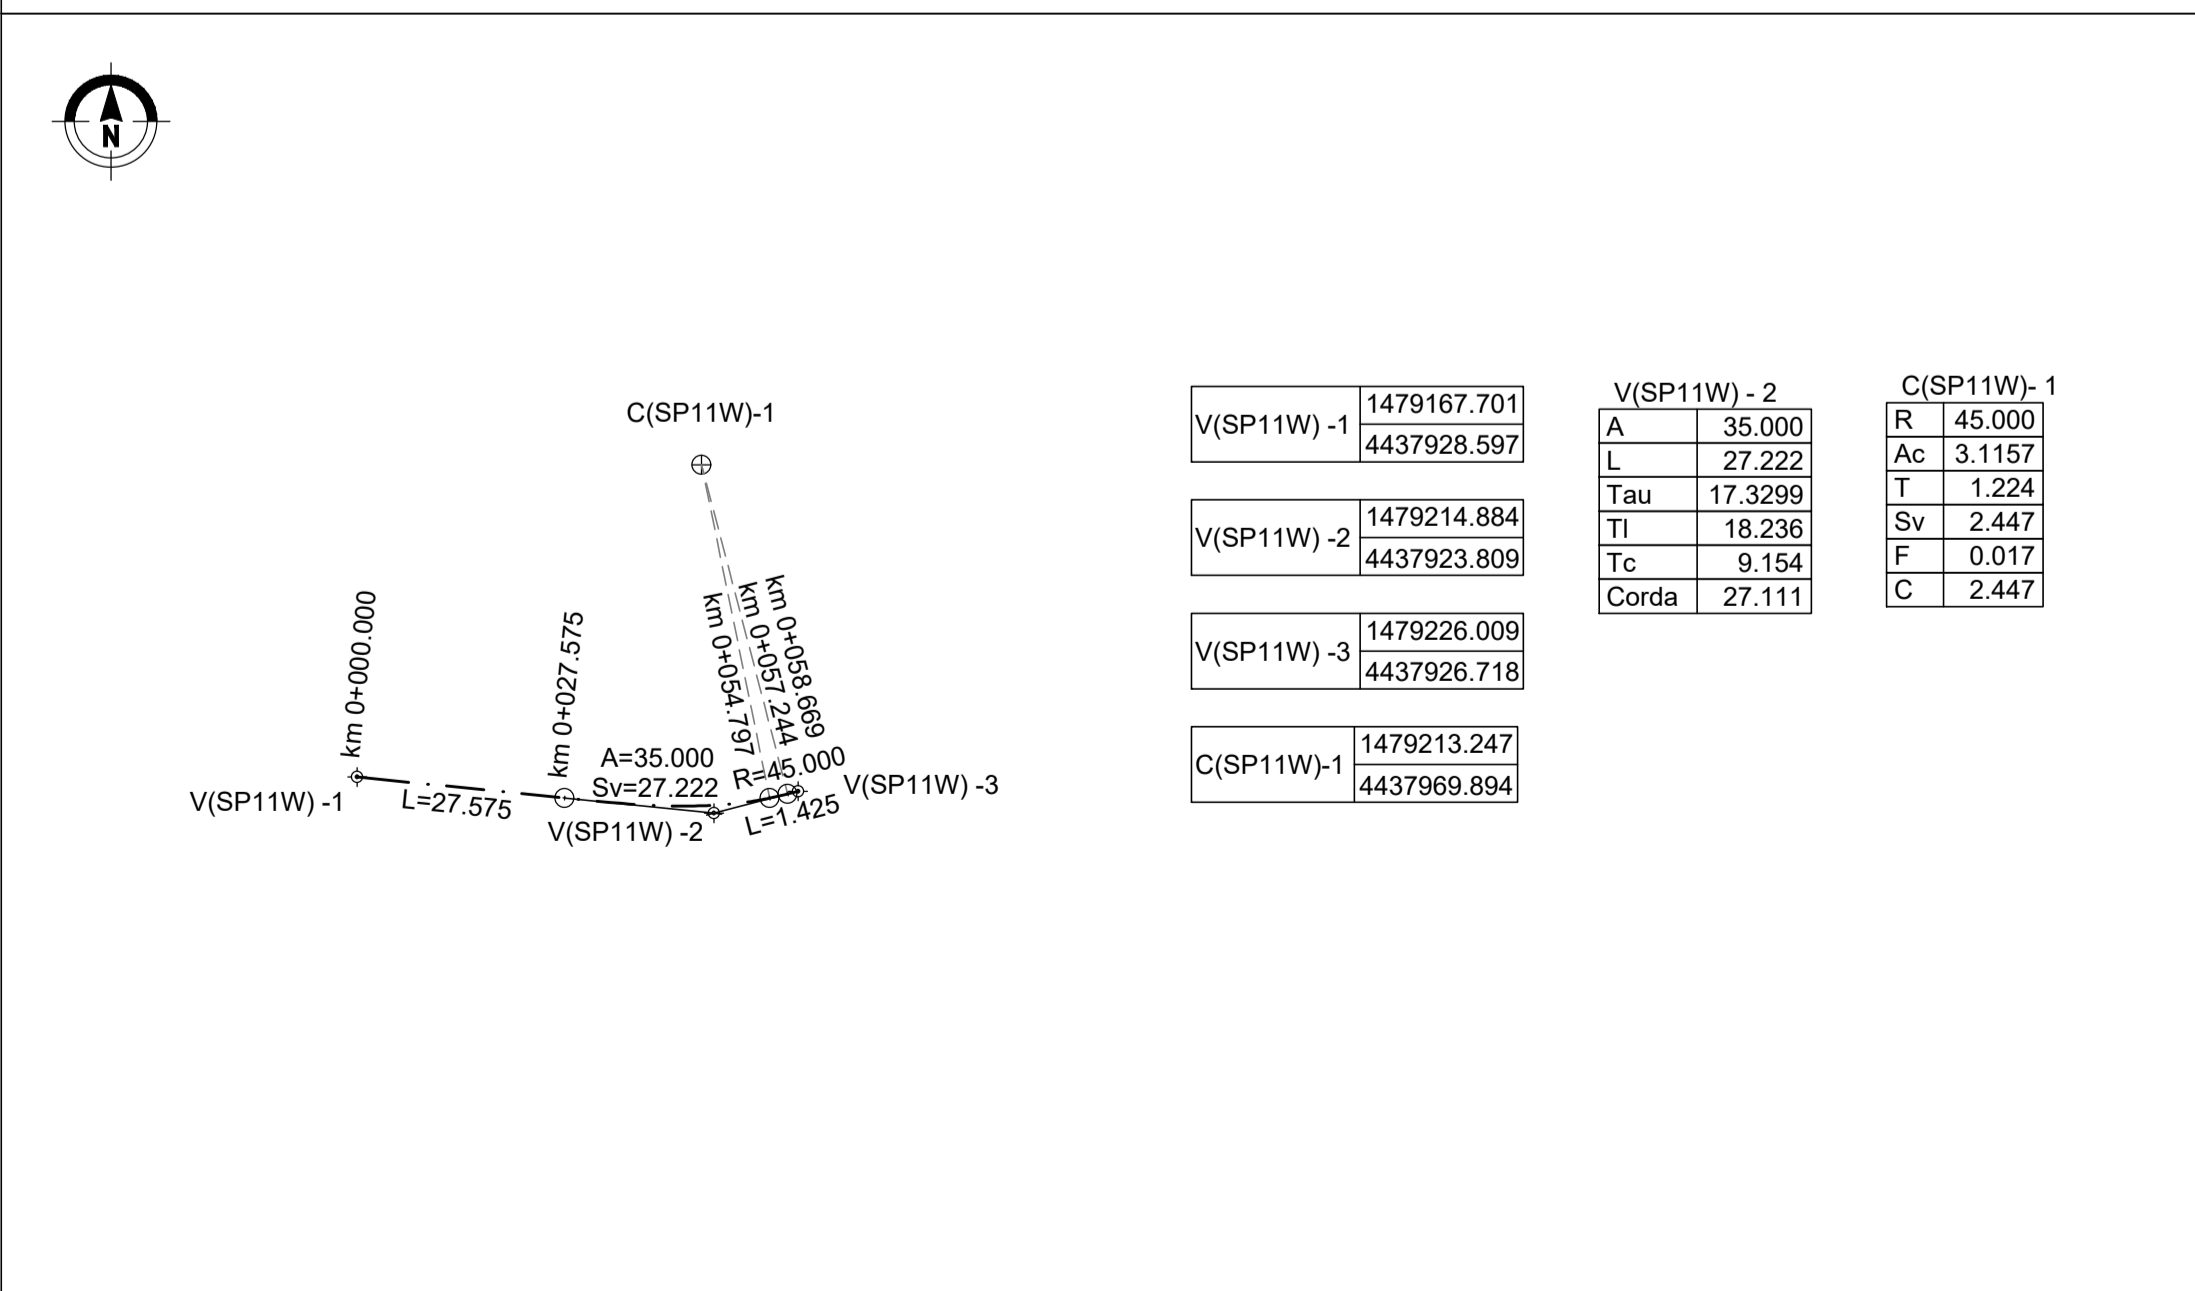 N
C(SP11W)-1
km 0+000.000
km 0+027.575
km 0+054.797
km 0+057.244
km 0+058.669
A=35.000
Sv=27.222
R=45.000
V(SP11W) -1
L=27.575
V(SP11W) -2
L=1.425
V(SP11W) -3
V(SP11W) -1
1479167.701
4437928.597
V(SP11W) -2
1479214.884
4437923.809
V(SP11W) -3
1479226.009
4437926.718
C(SP11W)-1
1479213.247
4437969.894
V(SP11W) - 2
A 35.000
L 27.222
Tau 17.3299
Tl 18.236
Tc 9.154
Corda 27.111
C(SP11W)- 1
R 45.000
Ac 3.1157
T 1.224
Sv 2.447
F 0.017
C 2.447